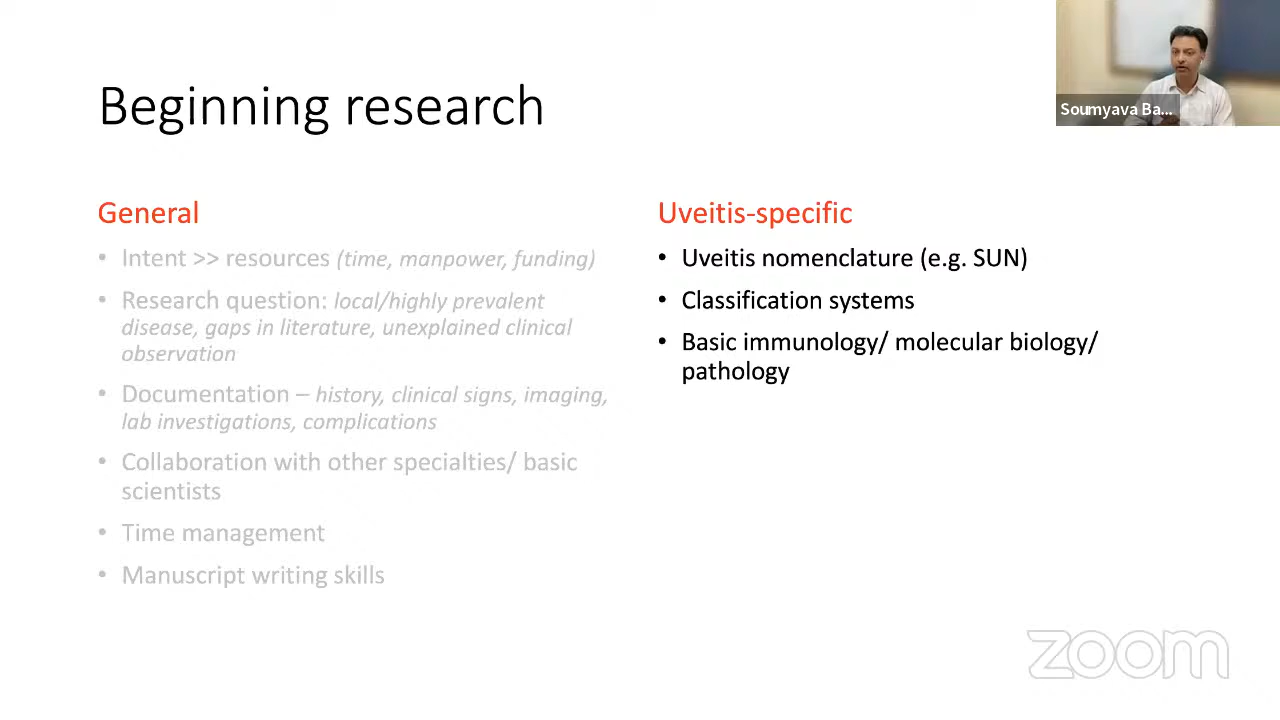 Beginning research
Soumyava Ba...
General
• Intent >> resources (time, manpower, funding)
• Research question: local/highly prevalent
disease, gaps in literature, unexplained clinical
observation
• Documentation – history, clinical signs, imaging,
lab investigations, complications
• Collaboration with other specialties/ basic
scientists
• Time management
• Manuscript writing skills
Uveitis-specific
• Uveitis nomenclature (e.g. SUN)
• Classification systems
• Basic immunology/ molecular biology/
pathology
zoom